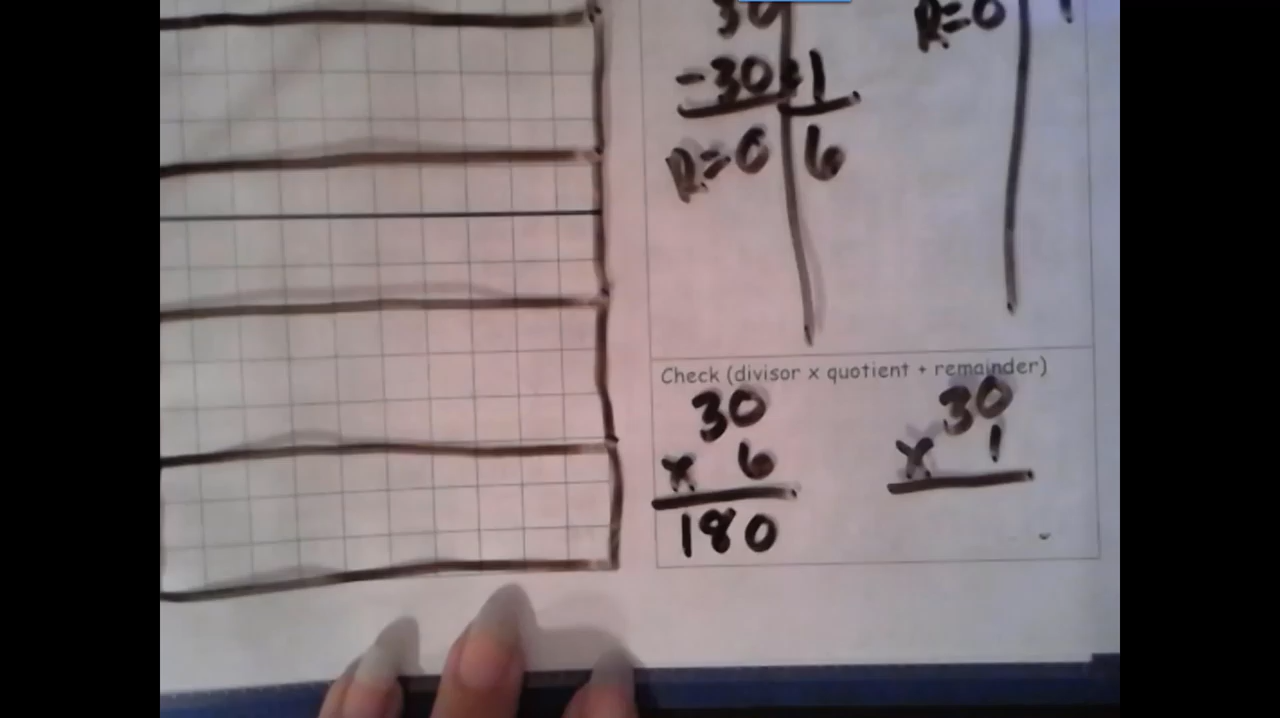 30
-30 1
R=0 6
R=0
Check (divisor x quotient + remainder)
30
x 6
180
30
x 1